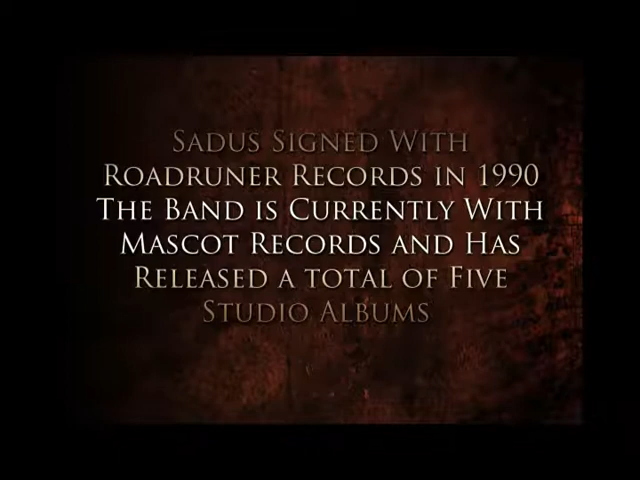 Sadus Signed With
Roadruner Records in 1990
The Band is Currently With
Mascot Records and Has
Released a total of Five
Studio Albums